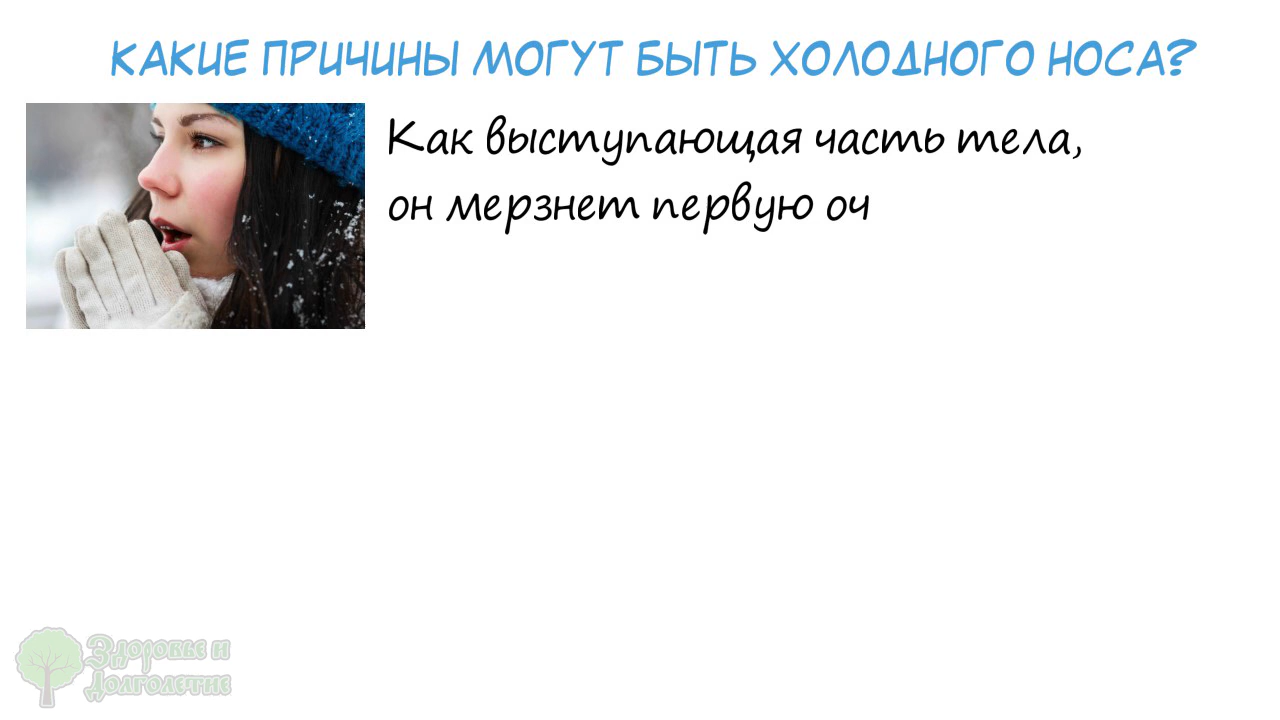 КАКИЕ ПРИЧИНЫ МОГУТ БЫТЬ ХОЛОДНОГО НОСА?
Как выступающая часть тела,
он мерзнет первую оч
Здоровье и
Долголетие